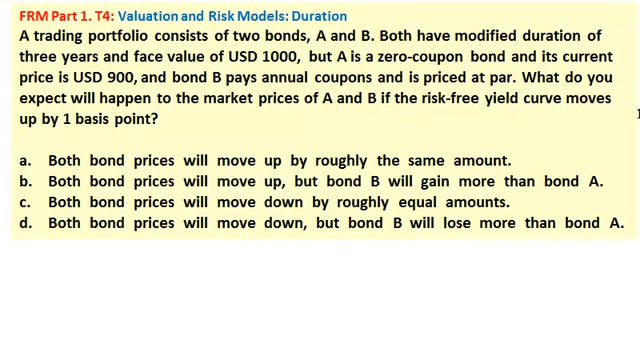 FRM Part 1. T4: Valuation and Risk Models: Duration
A trading portfolio consists of two bonds, A and B. Both have modified duration of
three years and face value of USD 1000, but A is a zero-coupon bond and its current
price is USD 900, and bond B pays annual coupons and is priced at par. What do you
expect will happen to the market prices of A and B if the risk-free yield curve moves
up by 1 basis point?
1
a. Both bond prices will move up by roughly the same amount.
b. Both bond prices will move up, but bond B will gain more than bond A.
c. Both bond prices will move down by roughly equal amounts.
d. Both bond prices will move down, but bond B will lose more than bond A.